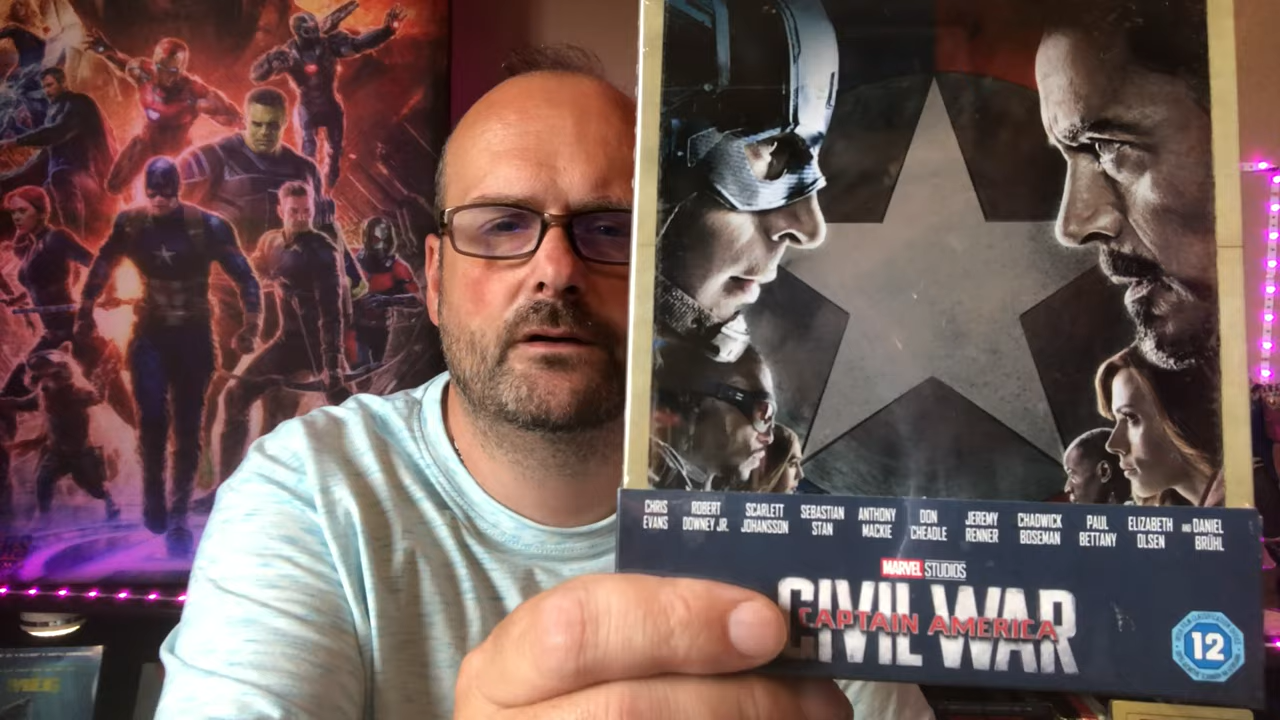 CHRIS EVANS
ROBERT DOWNEY JR.
SCARLETT JOHANSSON
SEBASTIAN STAN
ANTHONY MACKIE
DON CHEADLE
JEREMY RENNER
CHADWICK BOSEMAN
PAUL BETTANY
ELIZABETH OLSEN
AND DANIEL BRÜHL
MARVEL STUDIOS
CIVIL WAR
CAPTAIN AMERICA
12
MEG